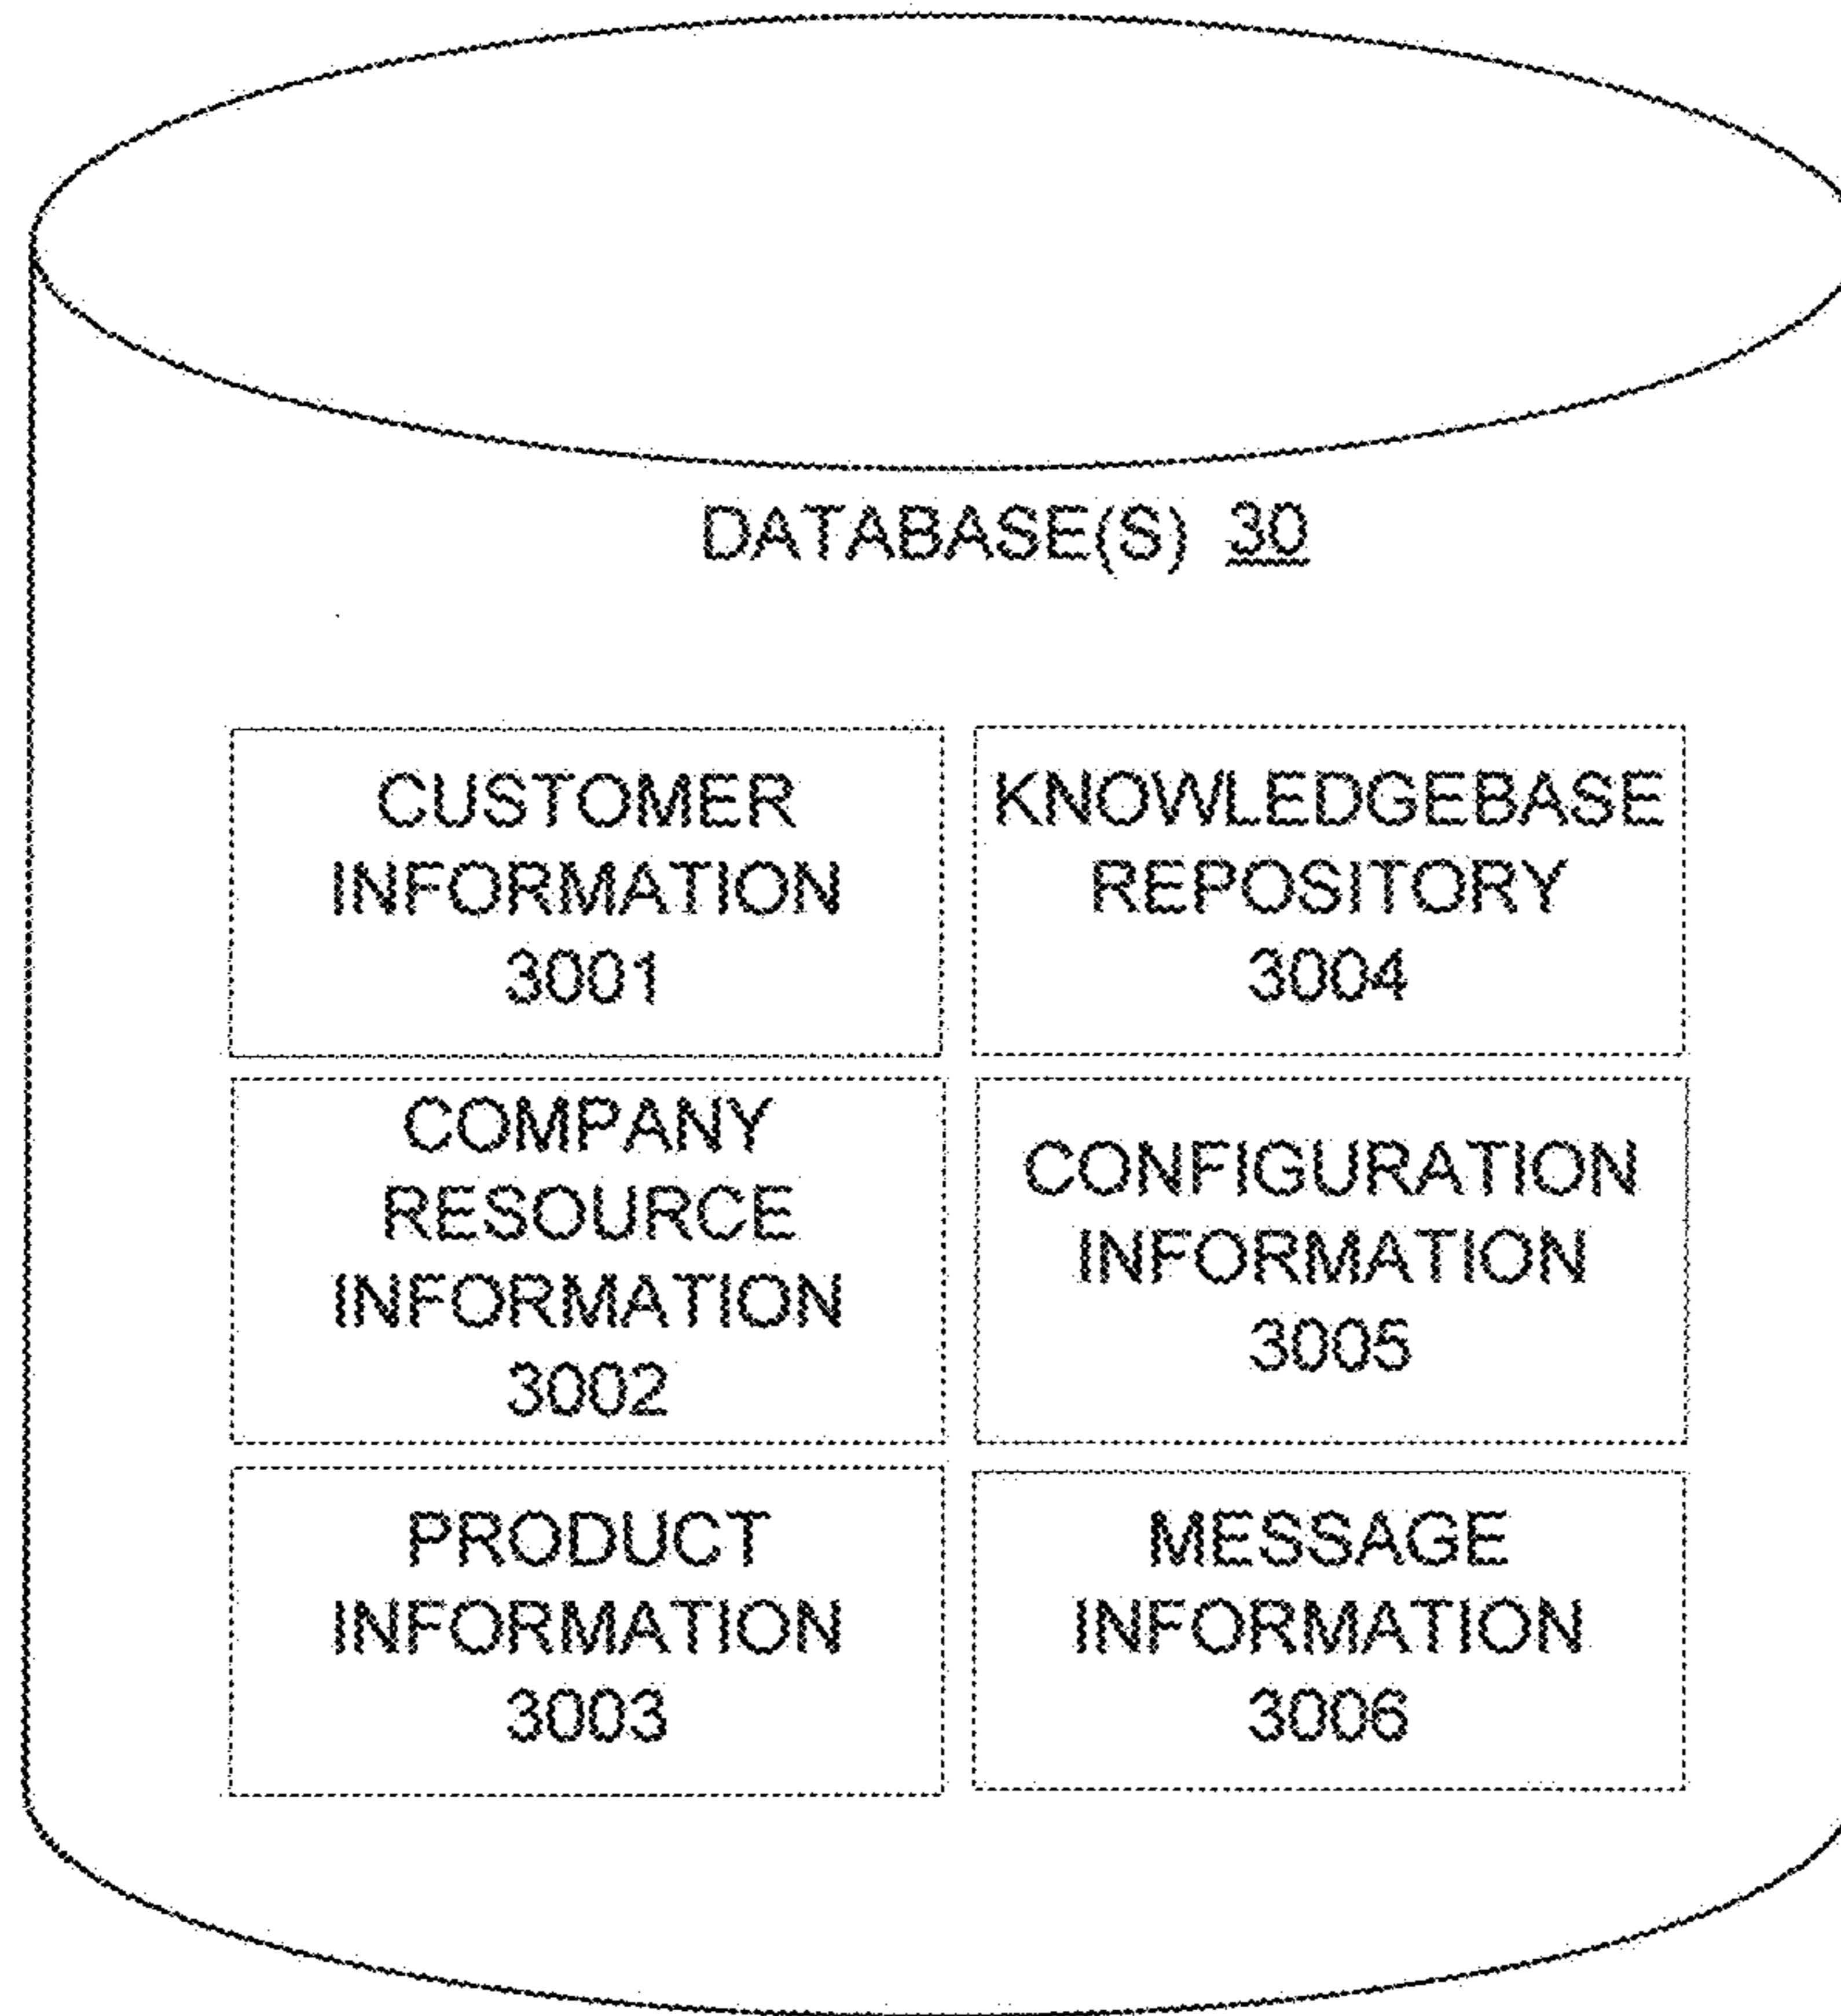 DATABASE(S) 30
CUSTOMER
INFORMATION
3001
COMPANY
RESOURCE
INFORMATION
3002
PRODUCT
INFORMATION
3003
KNOWLEDGEBASE
REPOSITORY
3004
CONFIGURATION
INFORMATION
3005
MESSAGE
INFORMATION
3006